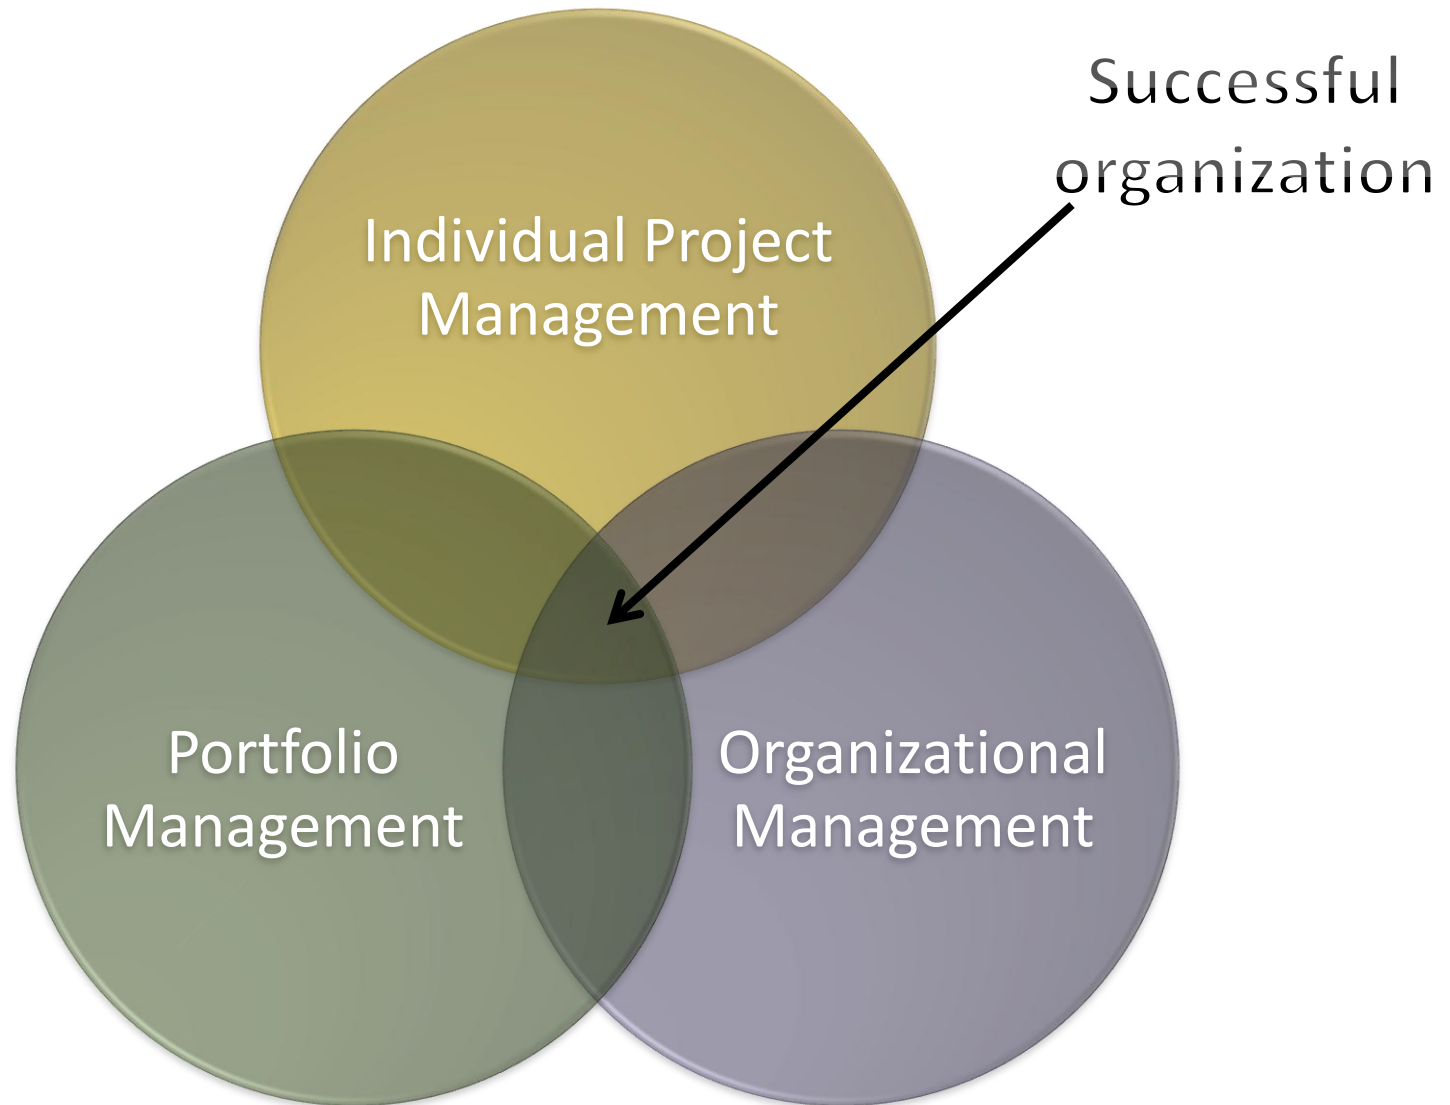 Successful
organization
Individual Project
Management
Portfolio
Management
Organizational
Management